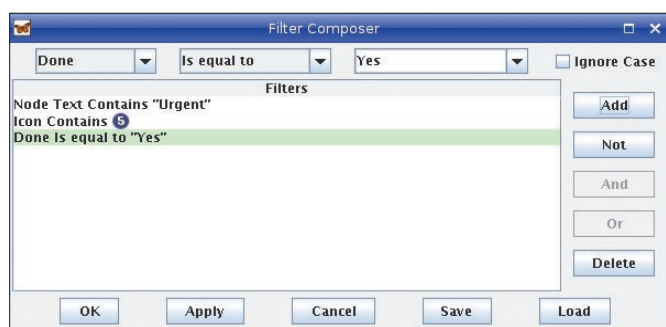 Filter Composer
Done Is equal to Yes Ignore Case
Filters
Node Text Contains "Urgent"
Icon Contains 5
Done Is equal to "Yes"
Add
Not
And
Or
Delete
OK Apply Cancel Save Load